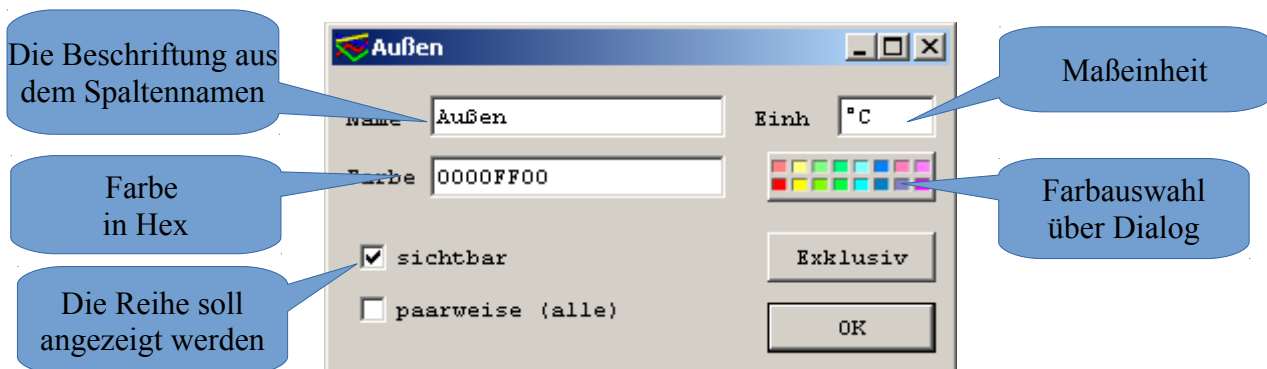 Die Beschriftung aus
dem Spaltennamen
Außen
Maßeinheit
Name
Außen
Einh
°C
Farbe
in Hex
Farbe
0000FF00
Farbauswahl
über Dialog
sichtbar
Exklusiv
Die Reihe soll
angezeigt werden
paarweise (alle)
OK